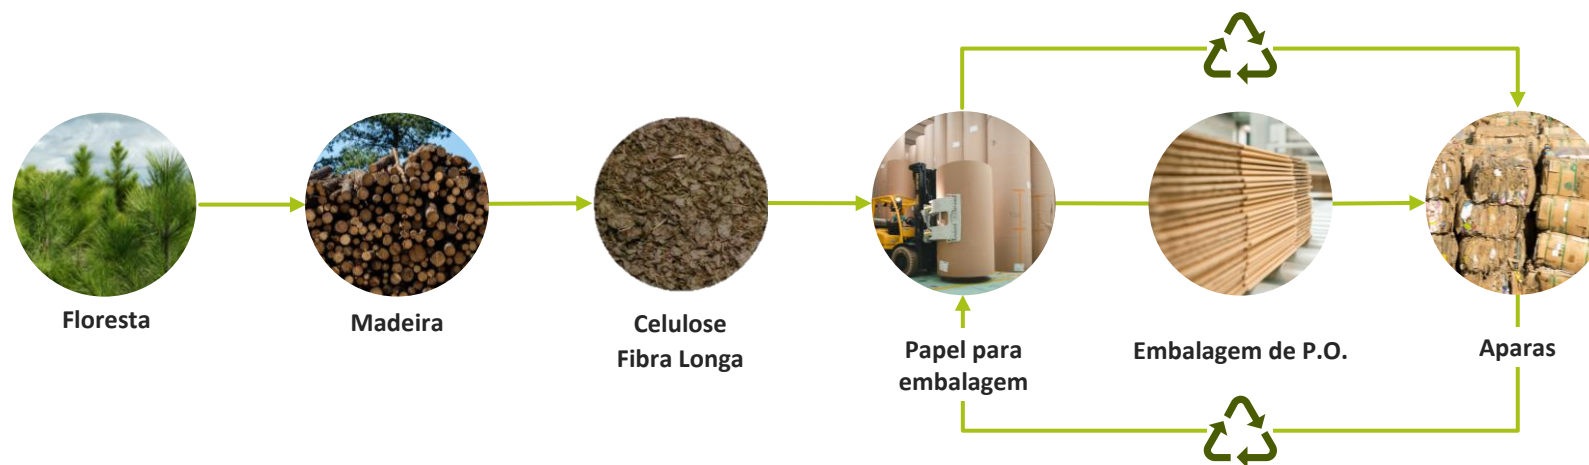 Floresta
Madeira
Celulose
Fibra Longa
Papel para
embalagem
Embalagem de P.O.
Aparas